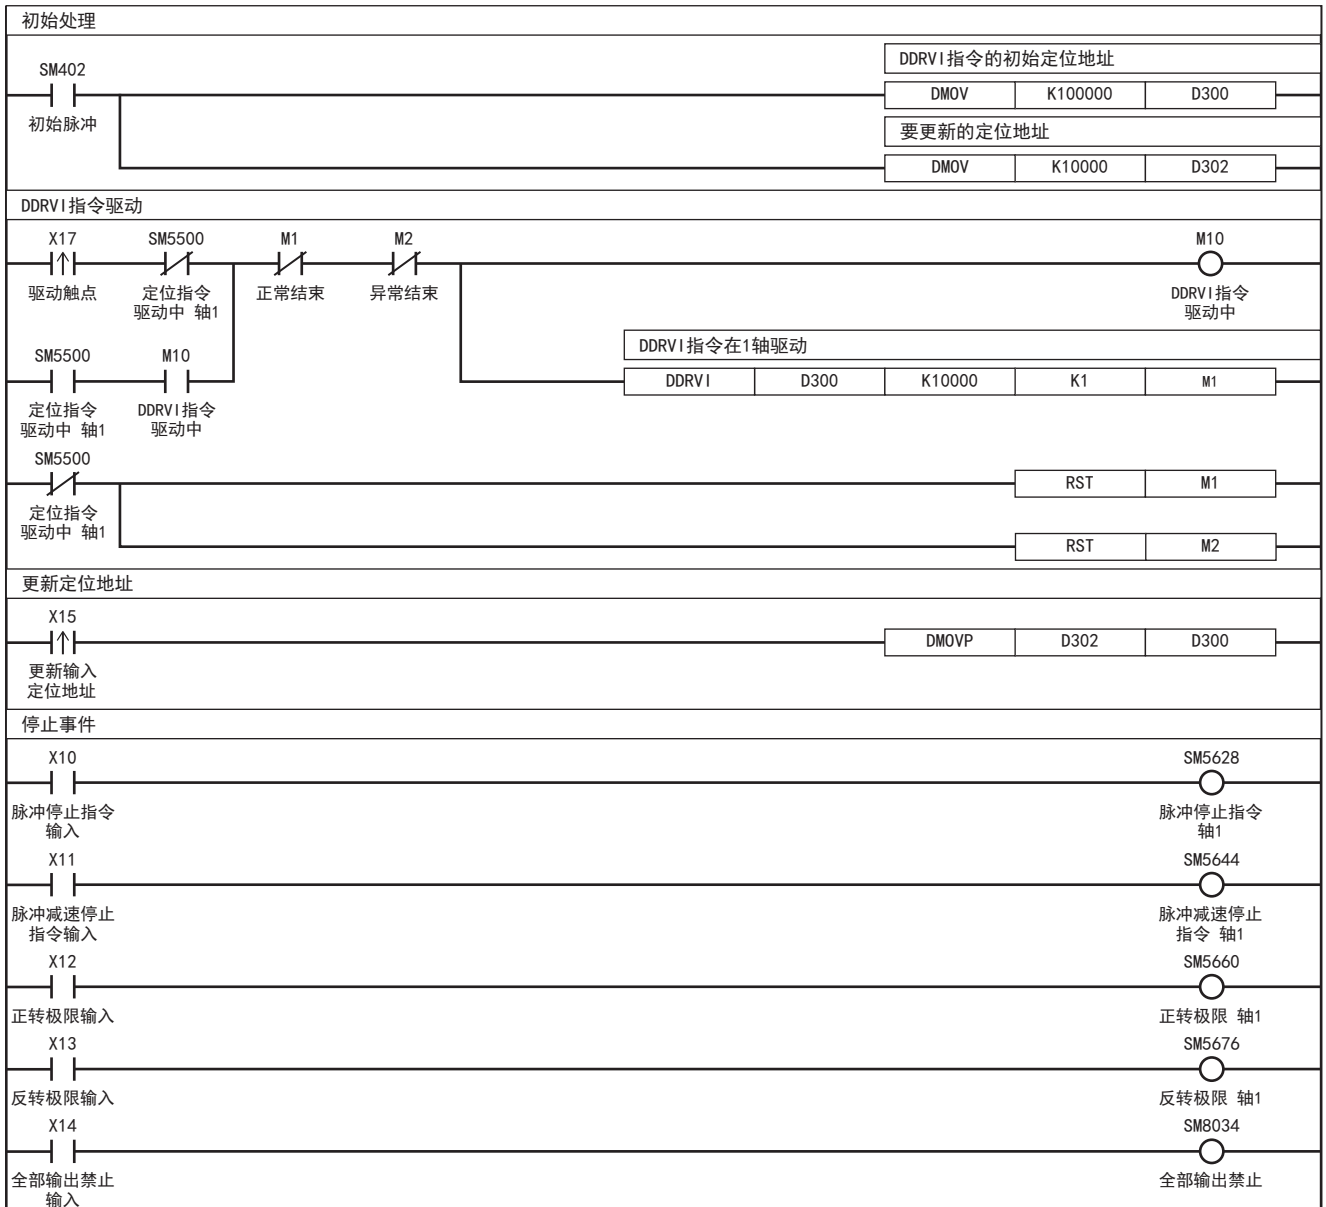 初始处理
DDRVI指令的初始定位地址
SM402
DMOV K100000 D300
初始脉冲
要更新的定位地址
DMOV K10000 D302
DDRVI指令驱动
X17 SM5500 M1 M2 M10
驱动触点 定位指令 正常结束 异常结束 DDRVI指令
驱动中 轴1 驱动中
DDRVI指令在1轴驱动
SM5500 M10
DDRVI D300 K10000 K1 M1
定位指令 DDRVI指令
驱动中 轴1 驱动中
SM5500
RST M1
定位指令
驱动中 轴1
RST M2
更新定位地址
X15
DMOVP D302 D300
更新输入
定位地址
停止事件
X10 SM5628
脉冲停止指令 脉冲停止指令
输入 轴1
X11 SM5644
脉冲减速停止 脉冲减速停止
指令输入 指令 轴1
X12 SM5660
正转极限输入 正转极限 轴1
X13 SM5676
反转极限输入 反转极限 轴1
X14 SM8034
全部输出禁止 全部输出禁止
输入